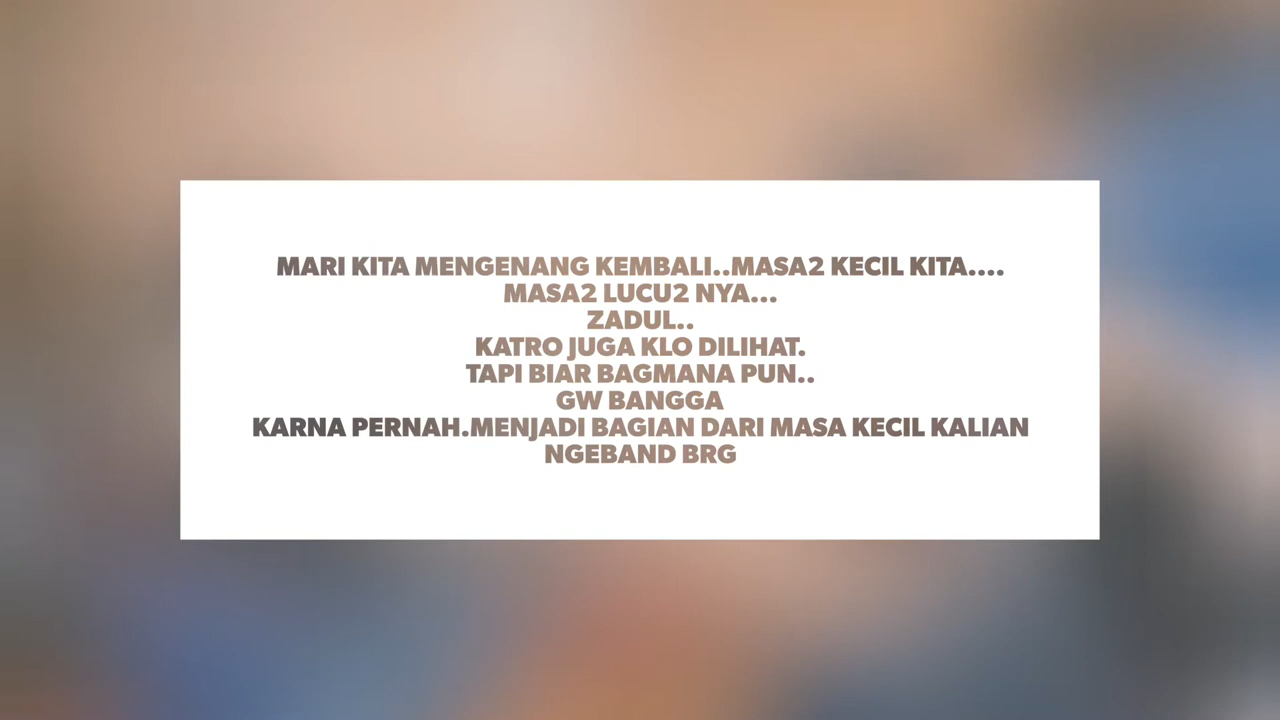 MARI KITA MENGENANG KEMBALI..MASA2 KECIL KITA....
MASA2 LUCU2 NYA...
ZADUL..
KATRO JUGA KLO DILIHAT.
TAPI BIAR BAGMANA PUN..
GW BANGGA
KARNA PERNAH.MENJADI BAGIAN DARI MASA KECIL KALIAN
NGEBAND BRG